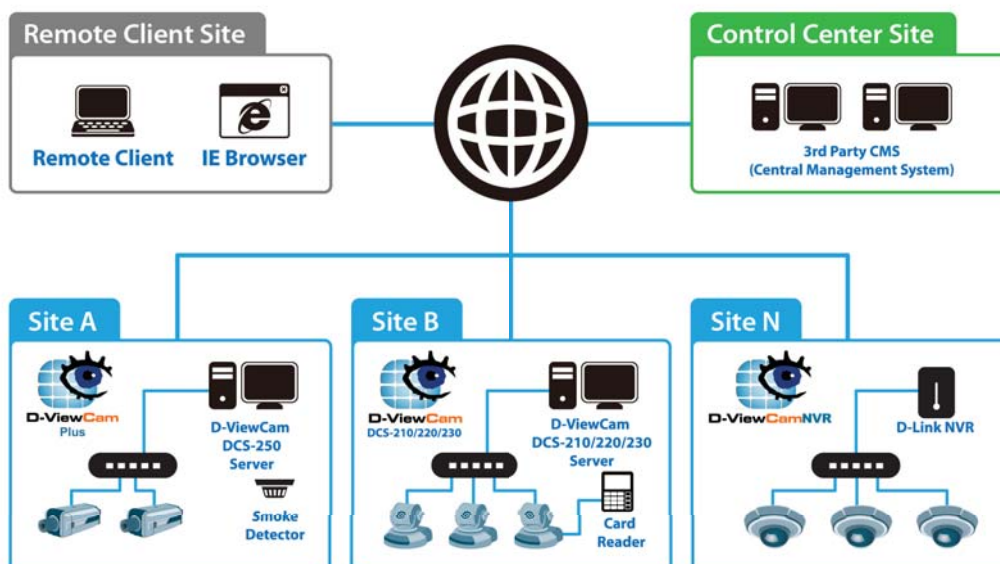 Remote Client Site
Remote Client
IE Browser
Control Center Site
3rd Party CMS
(Central Management System)
Site A
D-ViewCam
Plus
D-ViewCam
DCS-250
Server
Smoke
Detector
Site B
D-ViewCam
DCS-210/220/230
D-ViewCam
DCS-210/220/230
Server
Card
Reader
Site N
D-ViewCamNVR
D-Link NVR